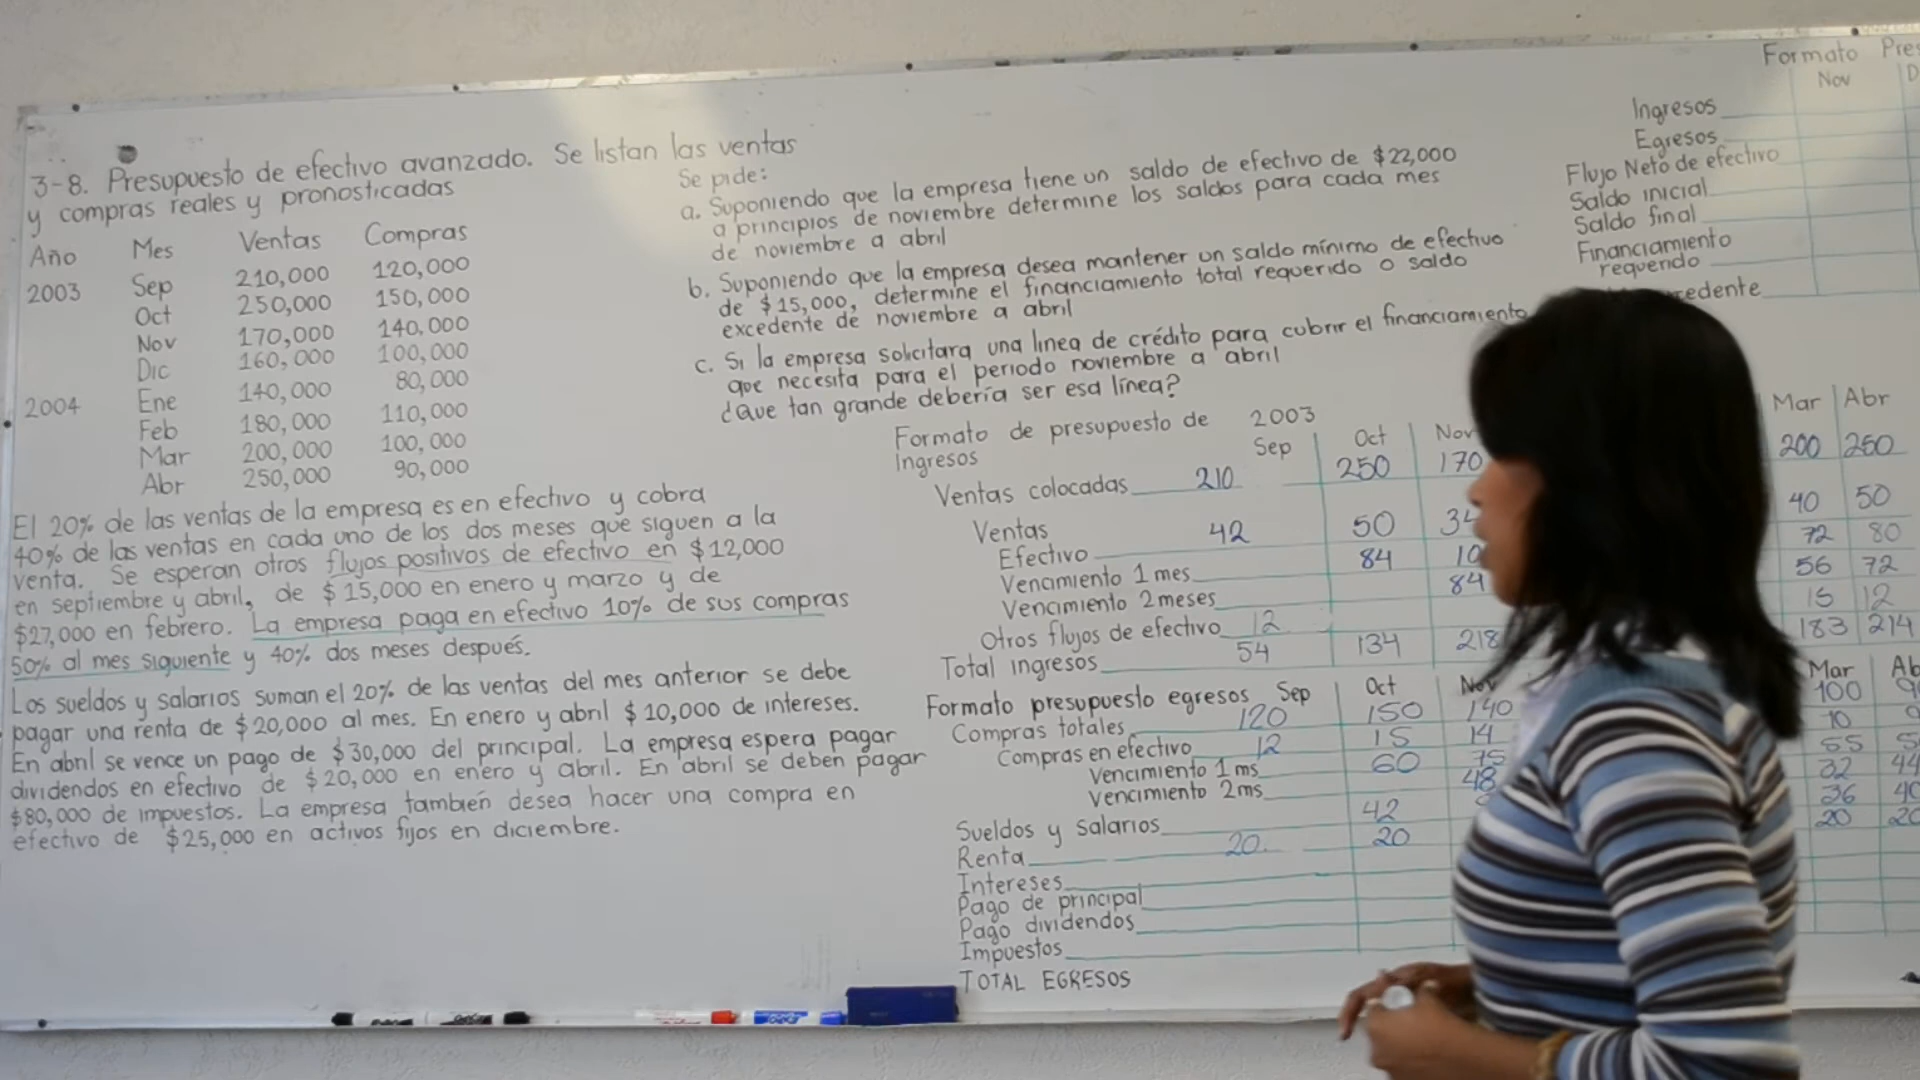 3-8. Presupuesto de efectivo avanzado. Se listan las ventas
y compras reales y pronosticadas
Año Mes Ventas Compras
2003 Sep 210,000 120,000
Oct 250,000 150,000
Nov 170,000 140,000
Dic 160,000 100,000
2004 Ene 140,000 80,000
Feb 180,000 110,000
Mar 200,000 100,000
Abr 250,000 90,000
El 20% de las ventas de la empresa es en efectivo y cobra
40% de las ventas en cada uno de los dos meses que siguen a la
venta. Se esperan otros flujos positivos de efectivo en $12,000
en septiembre y abril, de $15,000 en enero y marzo y de
$27,000 en febrero. La empresa paga en efectivo 10% de sus compras
50% al mes siguiente y 40% dos meses después.
Los sueldos y salarios suman el 20% de las ventas del mes anterior se debe
pagar una renta de $20,000 al mes. En enero y abril $10,000 de intereses.
En abril se vence un pago de $30,000 del principal. La empresa espera pagar
dividendos en efectivo de $20,000 en enero y abril. En abril se deben pagar
$80,000 de impuestos. La empresa también desea hacer una compra en
efectivo de $25,000 en activos fijos en diciembre.
Se pide:
a. Suponiendo que la empresa tiene un saldo de efectivo de $22,000
a principios de noviembre determine los saldos para cada mes
de noviembre a abril
b. Suponiendo que la empresa desea mantener un saldo mínimo de efectivo
de $15,000, determine el financiamiento total requerido o saldo
excedente de noviembre a abril
c. Si la empresa solicitara una linea de crédito para cubrir el financiamiento
que necesita para el periodo noviembre a abril
¿Que tan grande debería ser esa línea?
Formato de presupuesto de 2003
Ingresos Sep Oct Nov Mar Abr
Ventas colocadas 210 250 170 200 250
Ventas
Efectivo 42 50 34 40 50
Vencimiento 1 mes 84 10 72 80
Vencimiento 2 meses 84 56 72
Otros flujos de efectivo 12 15 12
Total ingresos 54 134 218 183 214
Formato presupuesto egresos Sep Oct Nov Mar Ab
Compras totales 120 150 140 100 9
Compras en efectivo 12 15 14 10
Vencimiento 1 ms 60 75 55 5
Vencimiento 2 ms 48 32 44
Sueldos y Salarios 42 36 40
Renta 20 20 20 20
Intereses
Pago de principal
Pago dividendos
Impuestos
TOTAL EGRESOS
Formato Pres
Nov D
Ingresos
Egresos
Flujo Neto de efectivo
Saldo inicial
Saldo final
Financiamiento
requerido
cedente